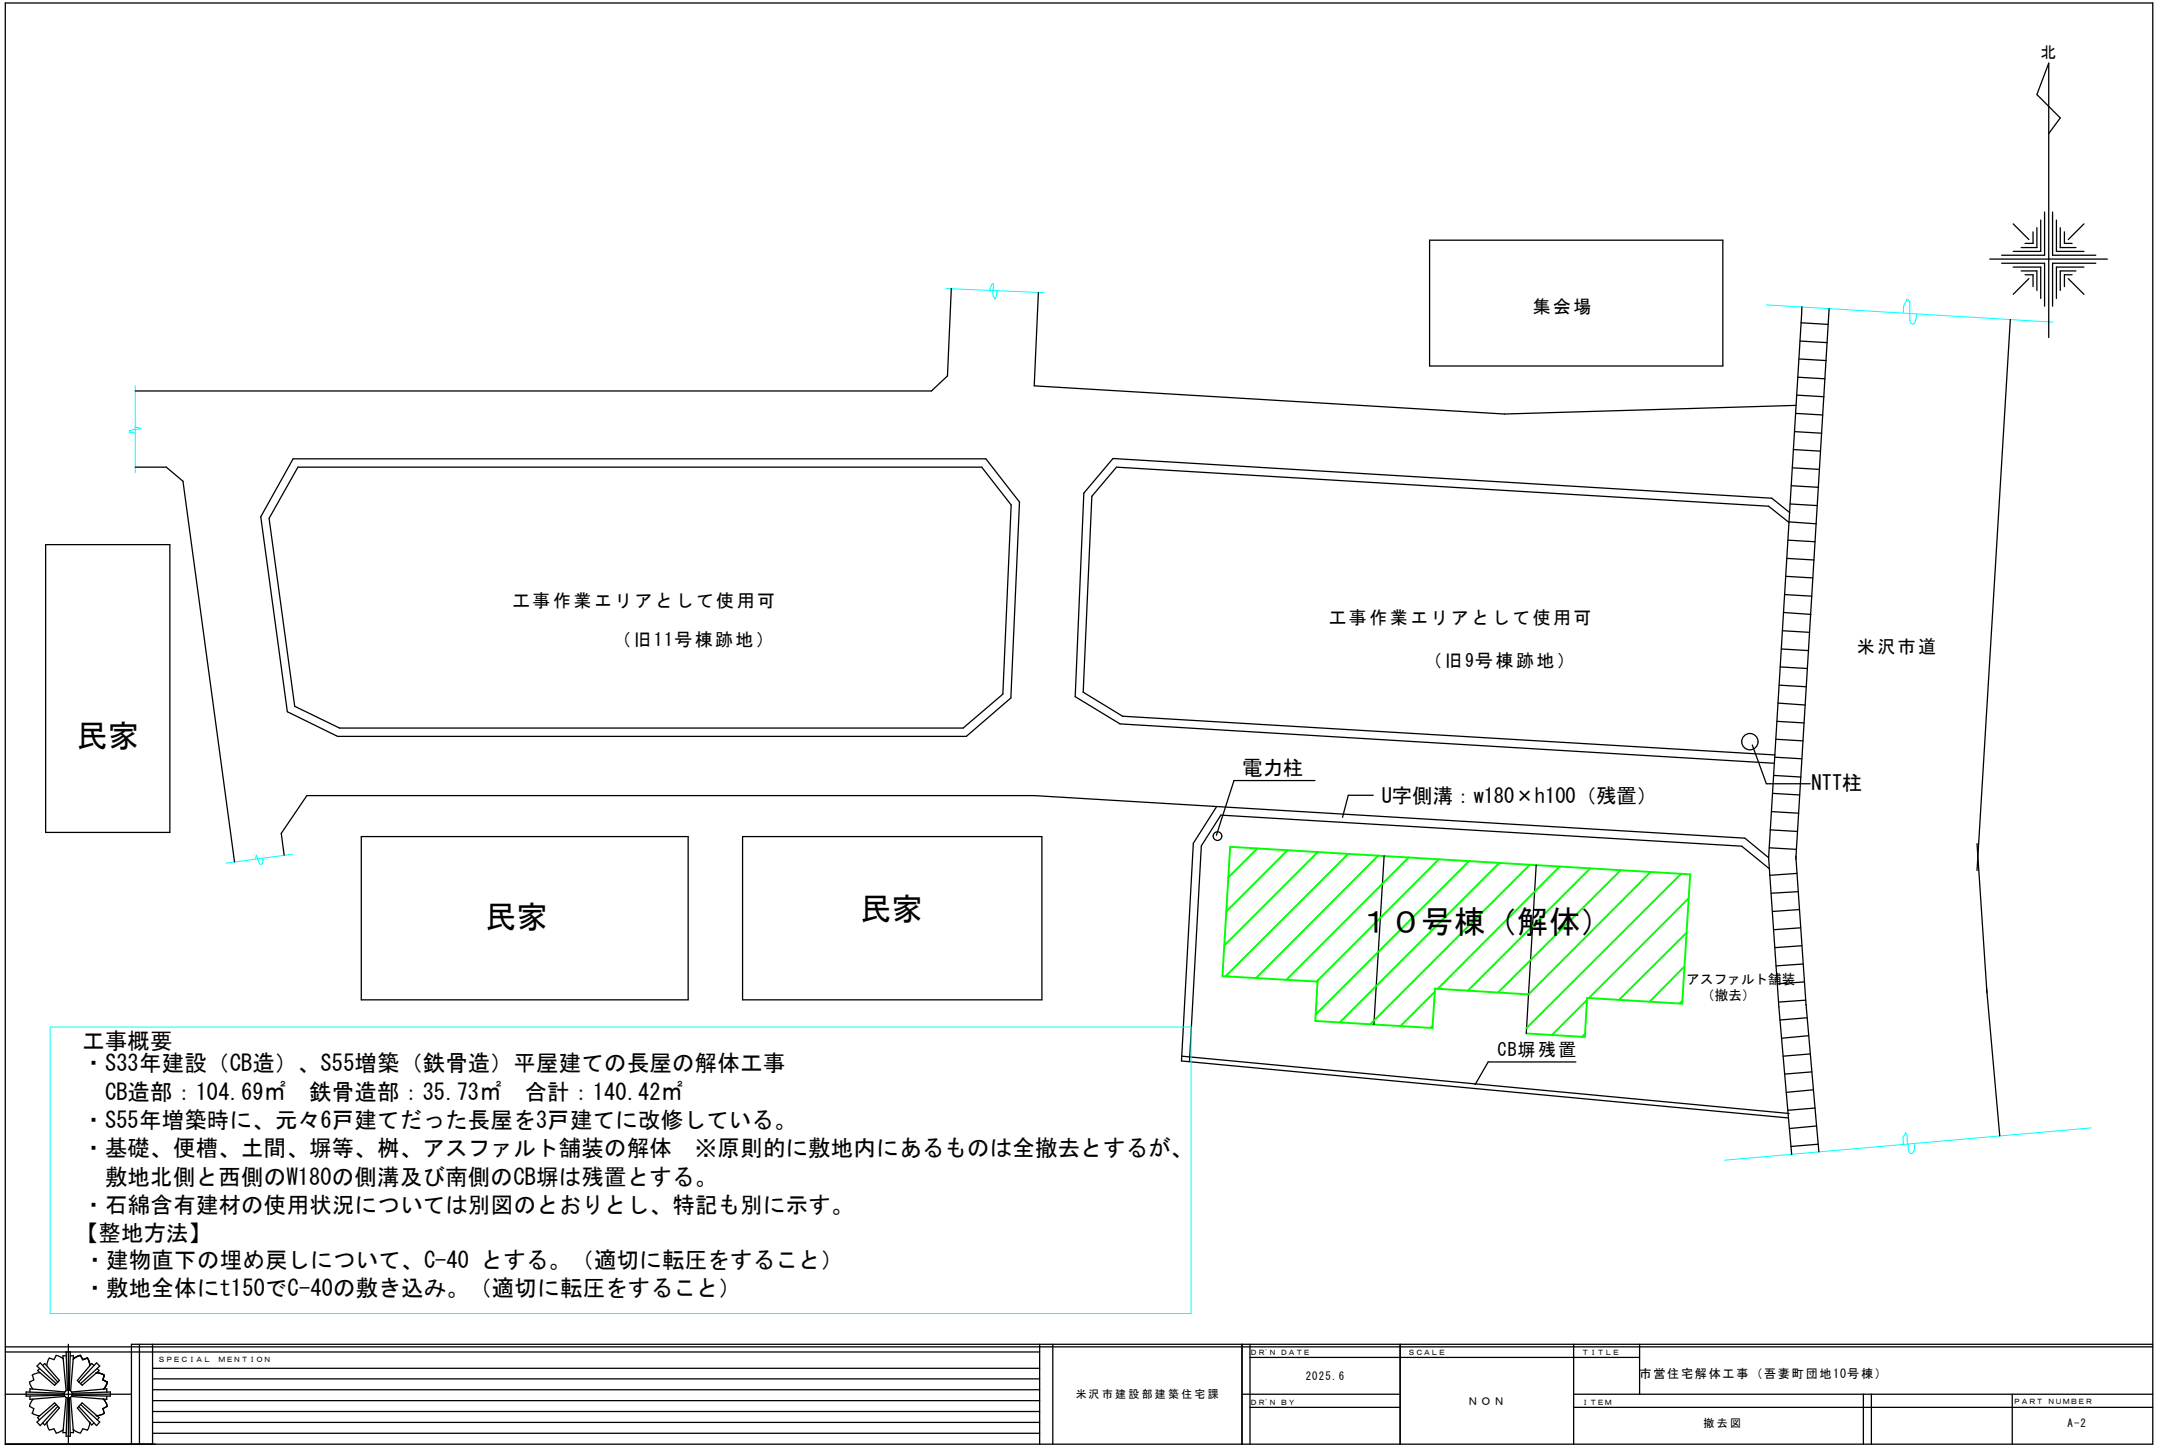 北
集会場
工事作業エリアとして使用可
（旧11号棟跡地）
工事作業エリアとして使用可
（旧9号棟跡地）
米沢市道
民家
電力柱
U字側溝：w180×h100（残置）
NTT柱
民家
民家
１０号棟（解体）
アスファルト舗装
（撤去）
CB塀残置
工事概要
・S33年建設（CB造）、S55増築（鉄骨造）平屋建ての長屋の解体工事
CB造部：104.69㎡　鉄骨造部：35.73㎡　合計：140.42㎡
・S55年増築時に、元々6戸建てだった長屋を3戸建てに改修している。
・基礎、便槽、土間、塀等、桝、アスファルト舗装の解体　※原則的に敷地内にあるものは全撤去とするが、
敷地北側と西側のW180の側溝及び南側のCB塀は残置とする。
・石綿含有建材の使用状況については別図のとおりとし、特記も別に示す。
【整地方法】
・建物直下の埋め戻しについて、C-40 とする。（適切に転圧をすること）
・敷地全体にt150でC-40の敷き込み。（適切に転圧をすること）
SPECIAL MENTION
米沢市建設部建築住宅課
DR'N DATE
2025.6
DR'N BY
SCALE
NON
TITLE
市営住宅解体工事（吾妻町団地10号棟）
ITEM
撤去図
PART NUMBER
A-2